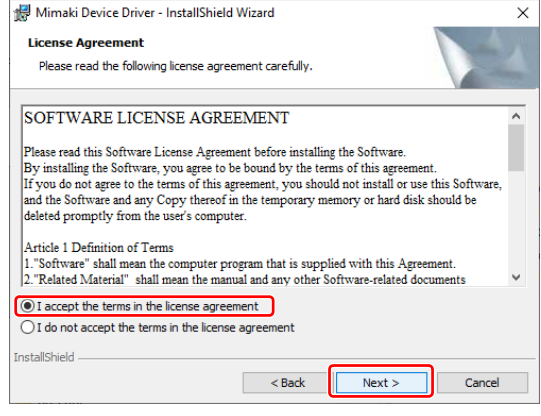 Mimaki Device Driver - InstallShield Wizard
License Agreement
Please read the following license agreement carefully.
SOFTWARE LICENSE AGREEMENT
Please read this Software License Agreement before installing the Software.
By installing the Software, you agree to be bound by the terms of this agreement.
If you do not agree to the terms of this agreement, you should not install or use this Software,
and the Software and any Copy thereof in the temporary memory or hard disk should be
deleted promptly from the user's computer.
Article 1 Definition of Terms
1."Software" shall mean the computer program that is supplied with this Agreement.
2."Related Material" shall mean the manual and any other Software-related documents
I accept the terms in the license agreement
I do not accept the terms in the license agreement
InstallShield
< Back
Next >
Cancel